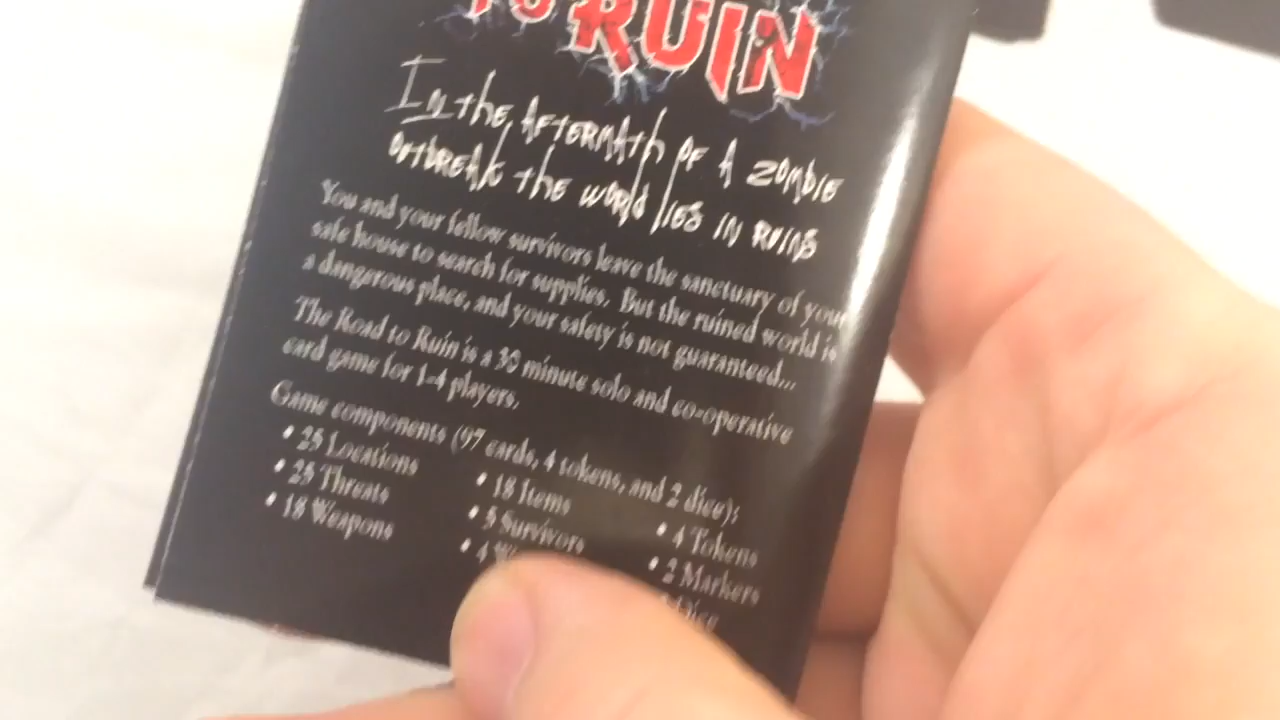 TO RUIN
In the AFTERMAth OF A ZOMBIE
OUtBREAK the WORld lIES IN RUINS
You and your fellow survivors leave the sanctuary of your
safe house to search for supplies. But the ruined world is
a dangerous place, and your safety is not guaranteed...
The Road to Ruin is a 30 minute solo and co-operative
card game for 1-4 players.
Game components (97 cards, 4 tokens, and 2 dice):
• 25 Locations
• 25 Threats
• 18 Weapons
• 18 Items
• 5 Survivors
• 4
• 4 Tokens
• 2 Markers
Dice